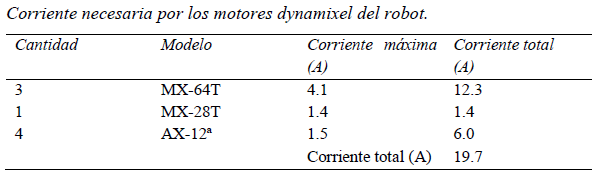 Corriente necesaria por los motores dynamixel del robot.
Cantidad Modelo Corriente máxima (A) Corriente total (A)
3 MX-64T 4.1 12.3
1 MX-28T 1.4 1.4
4 AX-12ª 1.5 6.0
Corriente total (A) 19.7